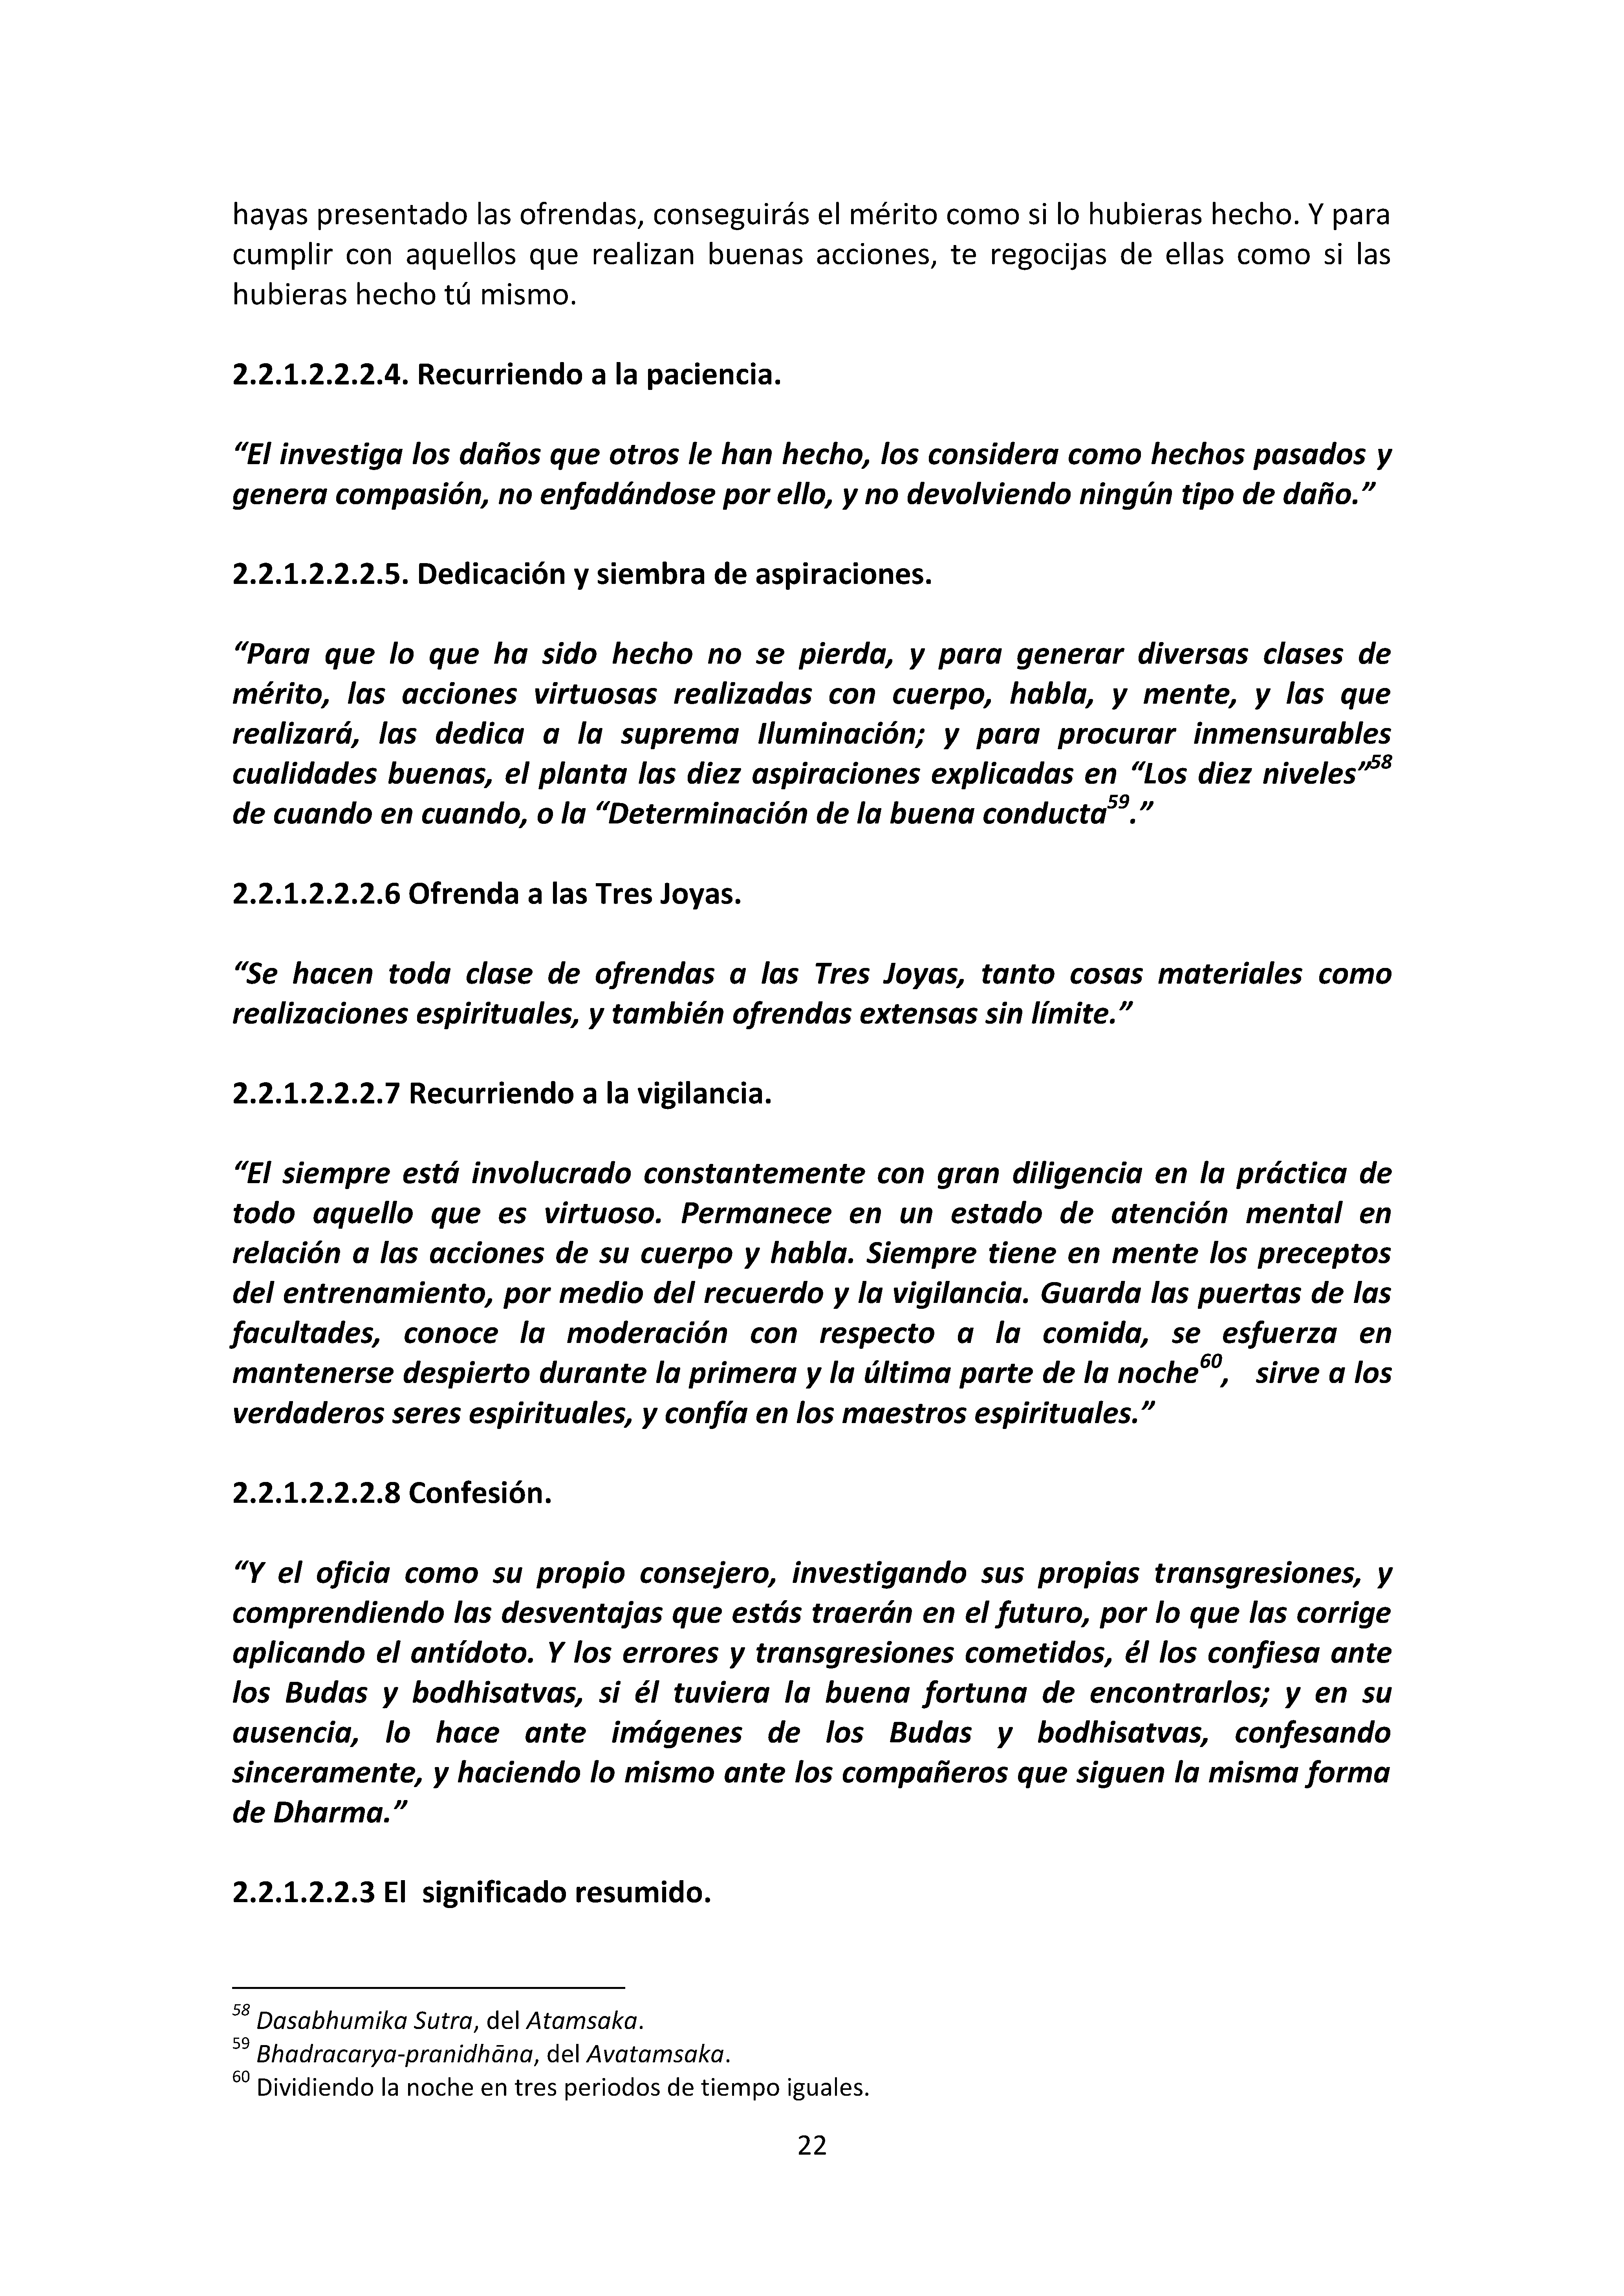 hayas presentado las ofrendas, conseguirás el mérito como si lo hubieras hecho. Y para
cumplir con aquellos que realizan buenas acciones, te regocijas de ellas como si las
hubieras hecho tú mismo.
2.2.1.2.2.2.4. Recurriendo a la paciencia.
“El investiga los daños que otros le han hecho, los considera como hechos pasados y
genera compasión, no enfadándose por ello, y no devolviendo ningún tipo de daño.”
2.2.1.2.2.2.5. Dedicación y siembra de aspiraciones.
“Para que lo que ha sido hecho no se pierda, y para generar diversas clases de
mérito, las acciones virtuosas realizadas con cuerpo, habla, y mente, y las que
realizará, las dedica a la suprema Iluminación; y para procurar inmensurables
cualidades buenas, el planta las diez aspiraciones explicadas en “Los diez niveles”58
de cuando en cuando, o la “Determinación de la buena conducta59.”
2.2.1.2.2.2.6 Ofrenda a las Tres Joyas.
“Se hacen toda clase de ofrendas a las Tres Joyas, tanto cosas materiales como
realizaciones espirituales, y también ofrendas extensas sin límite.”
2.2.1.2.2.2.7 Recurriendo a la vigilancia.
“El siempre está involucrado constantemente con gran diligencia en la práctica de
todo aquello que es virtuoso. Permanece en un estado de atención mental en
relación a las acciones de su cuerpo y habla. Siempre tiene en mente los preceptos
del entrenamiento, por medio del recuerdo y la vigilancia. Guarda las puertas de las
facultades, conoce la moderación con respecto a la comida, se esfuerza en
mantenerse despierto durante la primera y la última parte de la noche60, sirve a los
verdaderos seres espirituales, y confía en los maestros espirituales.”
2.2.1.2.2.2.8 Confesión.
“Y el oficia como su propio consejero, investigando sus propias transgresiones, y
comprendiendo las desventajas que estás traerán en el futuro, por lo que las corrige
aplicando el antídoto. Y los errores y transgresiones cometidos, él los confiesa ante
los Budas y bodhisatvas, si él tuviera la buena fortuna de encontrarlos; y en su
ausencia, lo hace ante imágenes de los Budas y bodhisatvas, confesando
sinceramente, y haciendo lo mismo ante los compañeros que siguen la misma forma
de Dharma.”
2.2.1.2.2.3 El significado resumido.
58 Dasabhumika Sutra, del Atamsaka.
59 Bhadracarya-pranidhāna, del Avatamsaka.
60 Dividiendo la noche en tres periodos de tiempo iguales.
22